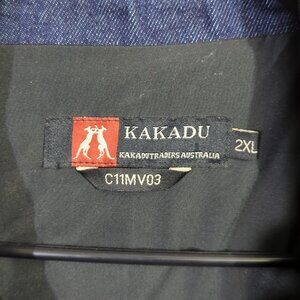 KAKADU
KAKADU TRADERS AUSTRALIA
2XL
C11MV03